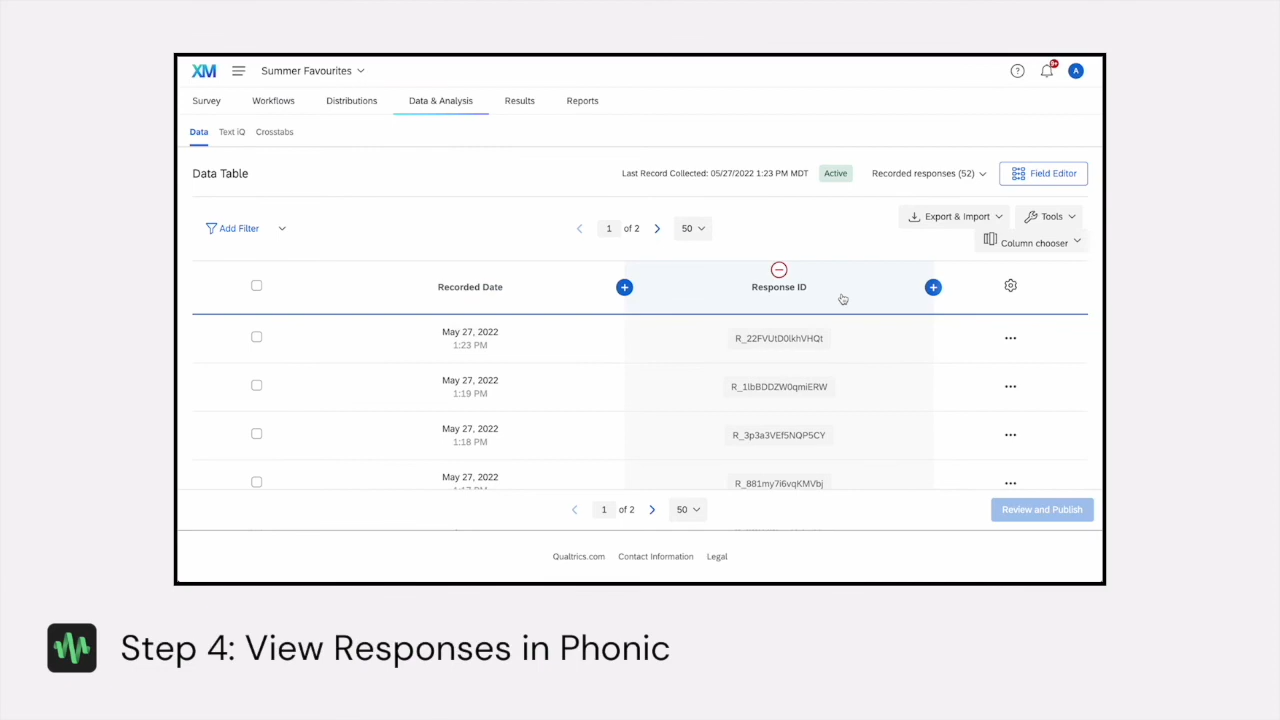 XM Summer Favourites 9+ A
Survey Workflows Distributions Data & Analysis Results Reports
Data Text iQ Crosstabs
Data Table Last Record Collected: 05/27/2022 1:23 PM MDT Active Recorded responses (52) Field Editor
Add Filter 1 of 2 50 Export & Import Tools
Column chooser
Recorded Date Response ID
May 27, 2022
1:23 PM
R_22FVUtD0lkhVHQt
May 27, 2022
1:19 PM
R_1lbBDDZW0qmiERW
May 27, 2022
1:18 PM
R_3p3a3VEf5NQP5CY
May 27, 2022
1:17 PM
R_881my7i6vqKMVbj
1 of 2 50 Review and Publish
Qualtrics.com Contact Information Legal
Step 4: View Responses in Phonic